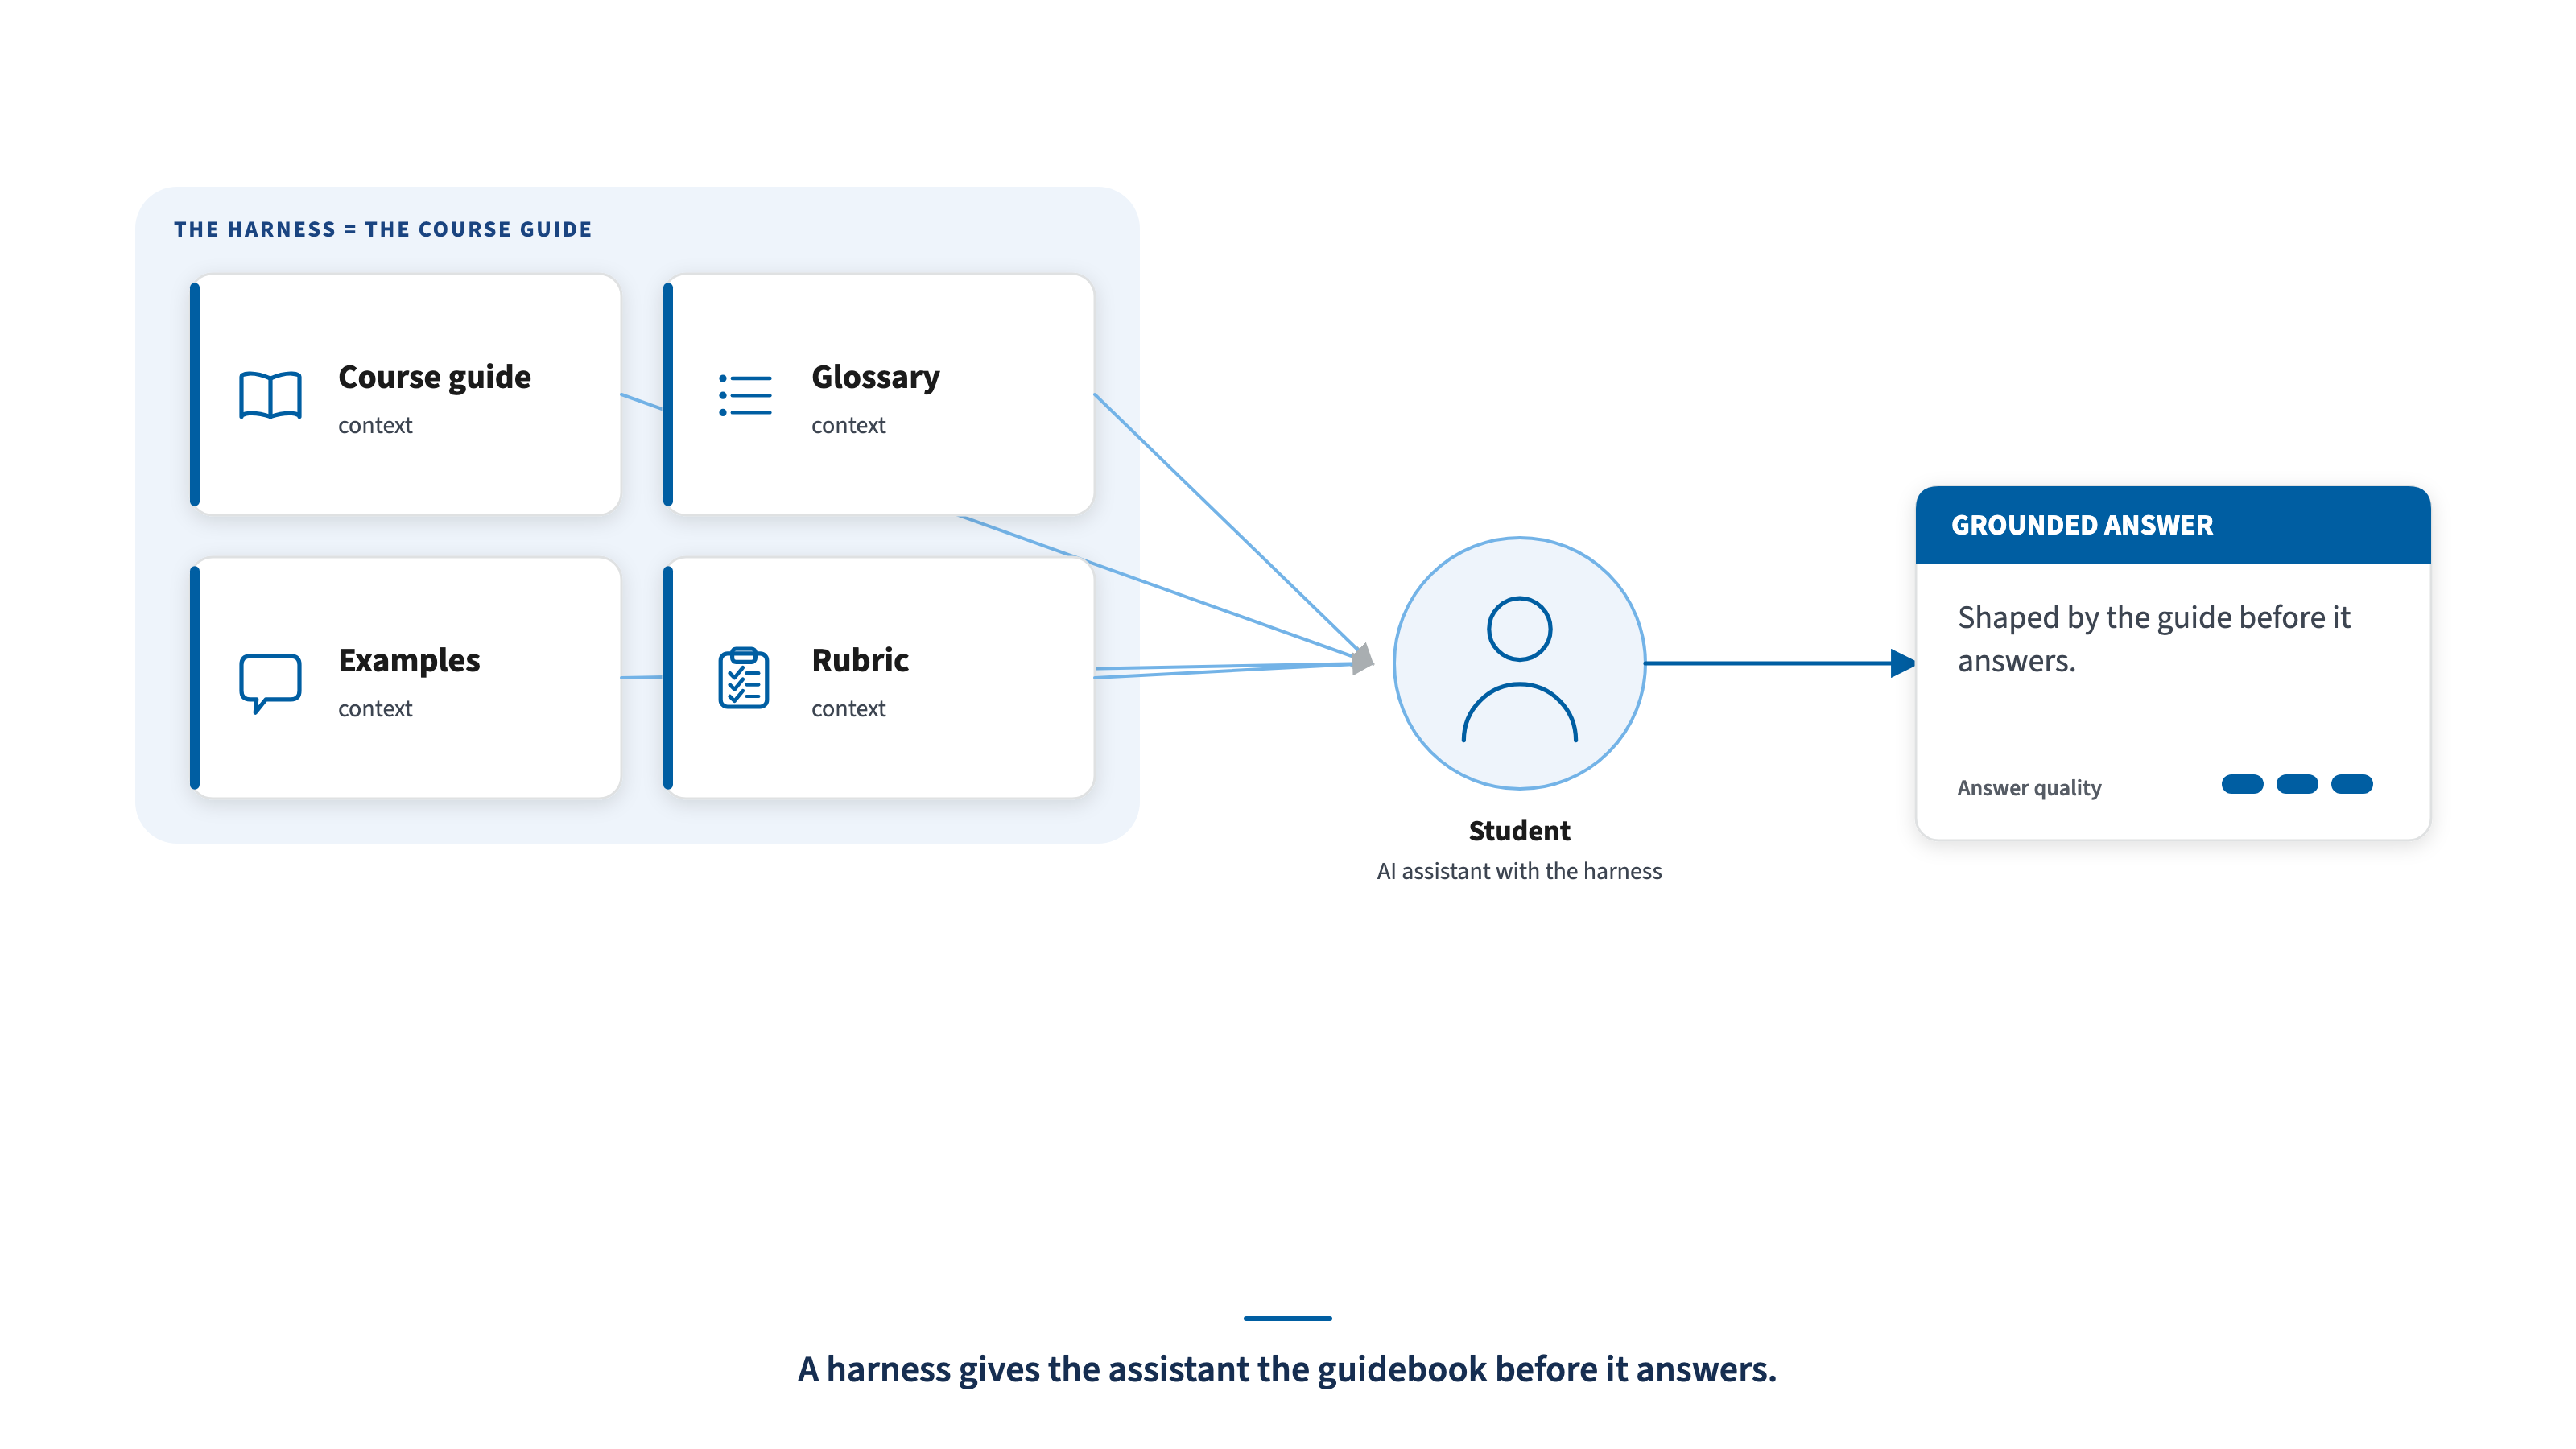 THE HARNESS = THE COURSE GUIDE
Course guide
context
Glossary
context
Examples
context
Rubric
context
Student
AI assistant with the harness
GROUNDED ANSWER
Shaped by the guide before it
answers.
Answer quality
A harness gives the assistant the guidebook before it answers.